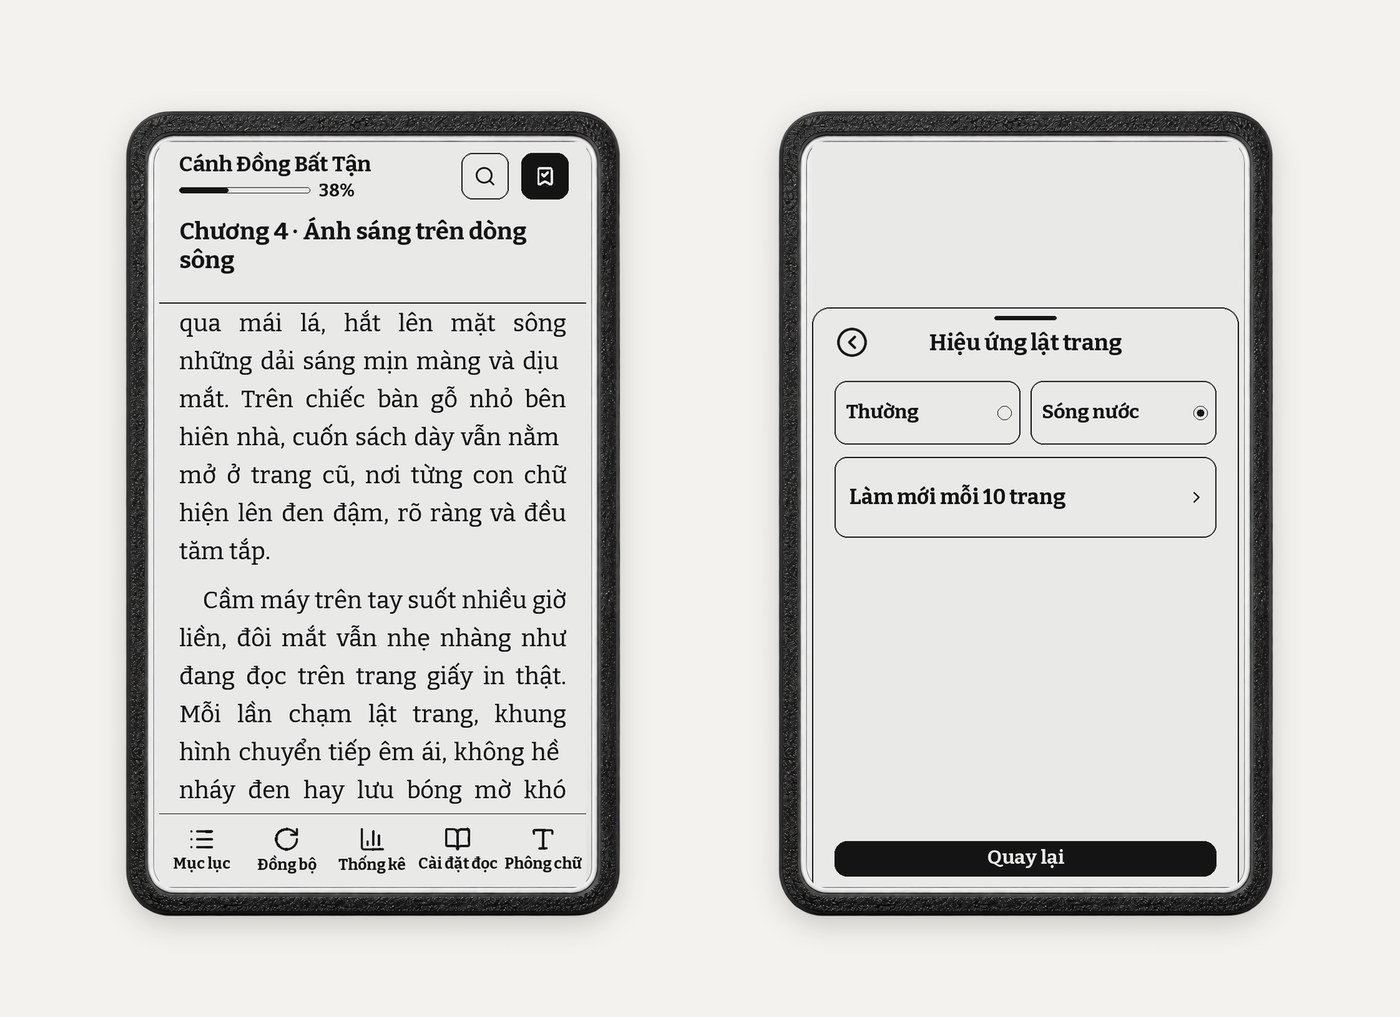 Cánh Đồng Bất Tận
38%
Chương 4 · Ánh sáng trên dòng
sông
qua mái lá, hắt lên mặt sông
những dải sáng mịn màng và dịu
mắt. Trên chiếc bàn gỗ nhỏ bên
hiên nhà, cuốn sách dày vẫn nằm
mở ở trang cũ, nơi từng con chữ
hiện lên đen đậm, rõ ràng và đều
tăm tắp.
Cầm máy trên tay suốt nhiều giờ
liền, đôi mắt vẫn nhẹ nhàng như
đang đọc trên trang giấy in thật.
Mỗi lần chạm lật trang, khung
hình chuyển tiếp êm ái, không hề
nháy đen hay lưu bóng mờ khó
Mục lục
Đồng bộ
Thống kê
Cài đặt đọc
Phông chữ
Hiệu ứng lật trang
Thường
Sóng nước
Làm mới mỗi 10 trang
Quay lại